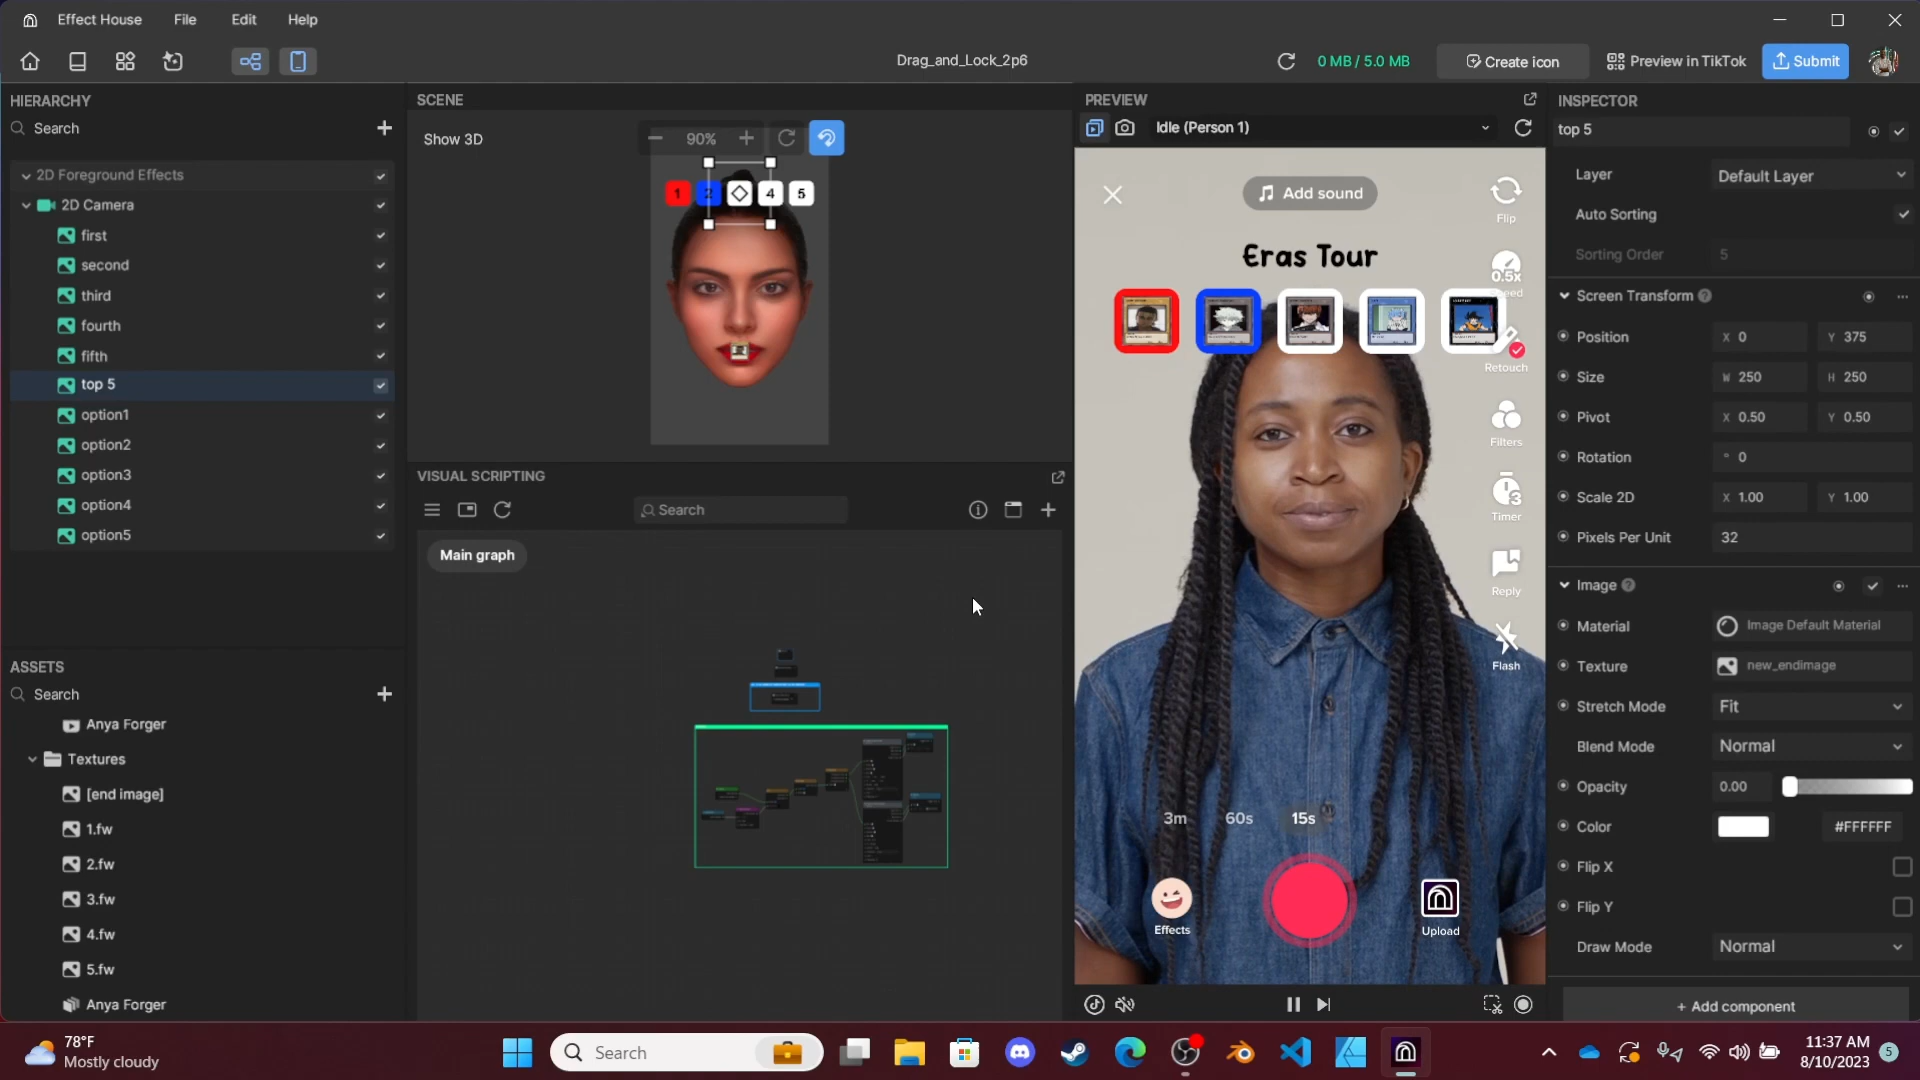 Effect House
File
Edit
Help
Drag_and_Lock_2p6
0 MB / 5.0 MB
Create icon
Preview in TikTok
Submit
HIERARCHY
Search
2D Foreground Effects
2D Camera
first
second
third
fourth
fifth
top 5
option1
option2
option3
option4
option5
ASSETS
Search
Anya Forger
Textures
[end image]
1.fw
2.fw
3.fw
4.fw
5.fw
Anya Forger
SCENE
Show 3D
90%
1
2
4
5
VISUAL SCRIPTING
Search
Main graph
PREVIEW
Idle (Person 1)
Add sound
Flip
Eras Tour
0.5x
Retouch
Filters
3
Timer
Reply
Flash
3m
60s
15s
Effects
Upload
INSPECTOR
top 5
Layer
Default Layer
Auto Sorting
Sorting Order
5
Screen Transform
Position
X 0
Y 375
Size
W 250
H 250
Pivot
X 0.50
Y 0.50
Rotation
° 0
Scale 2D
X 1.00
Y 1.00
Pixels Per Unit
32
Image
Material
Image Default Material
Texture
new_endimage
Stretch Mode
Fit
Blend Mode
Normal
Opacity
0.00
Color
#FFFFFF
Flip X
Flip Y
Draw Mode
Normal
+ Add component
78°F
Mostly cloudy
Search
11:37 AM
8/10/2023
5